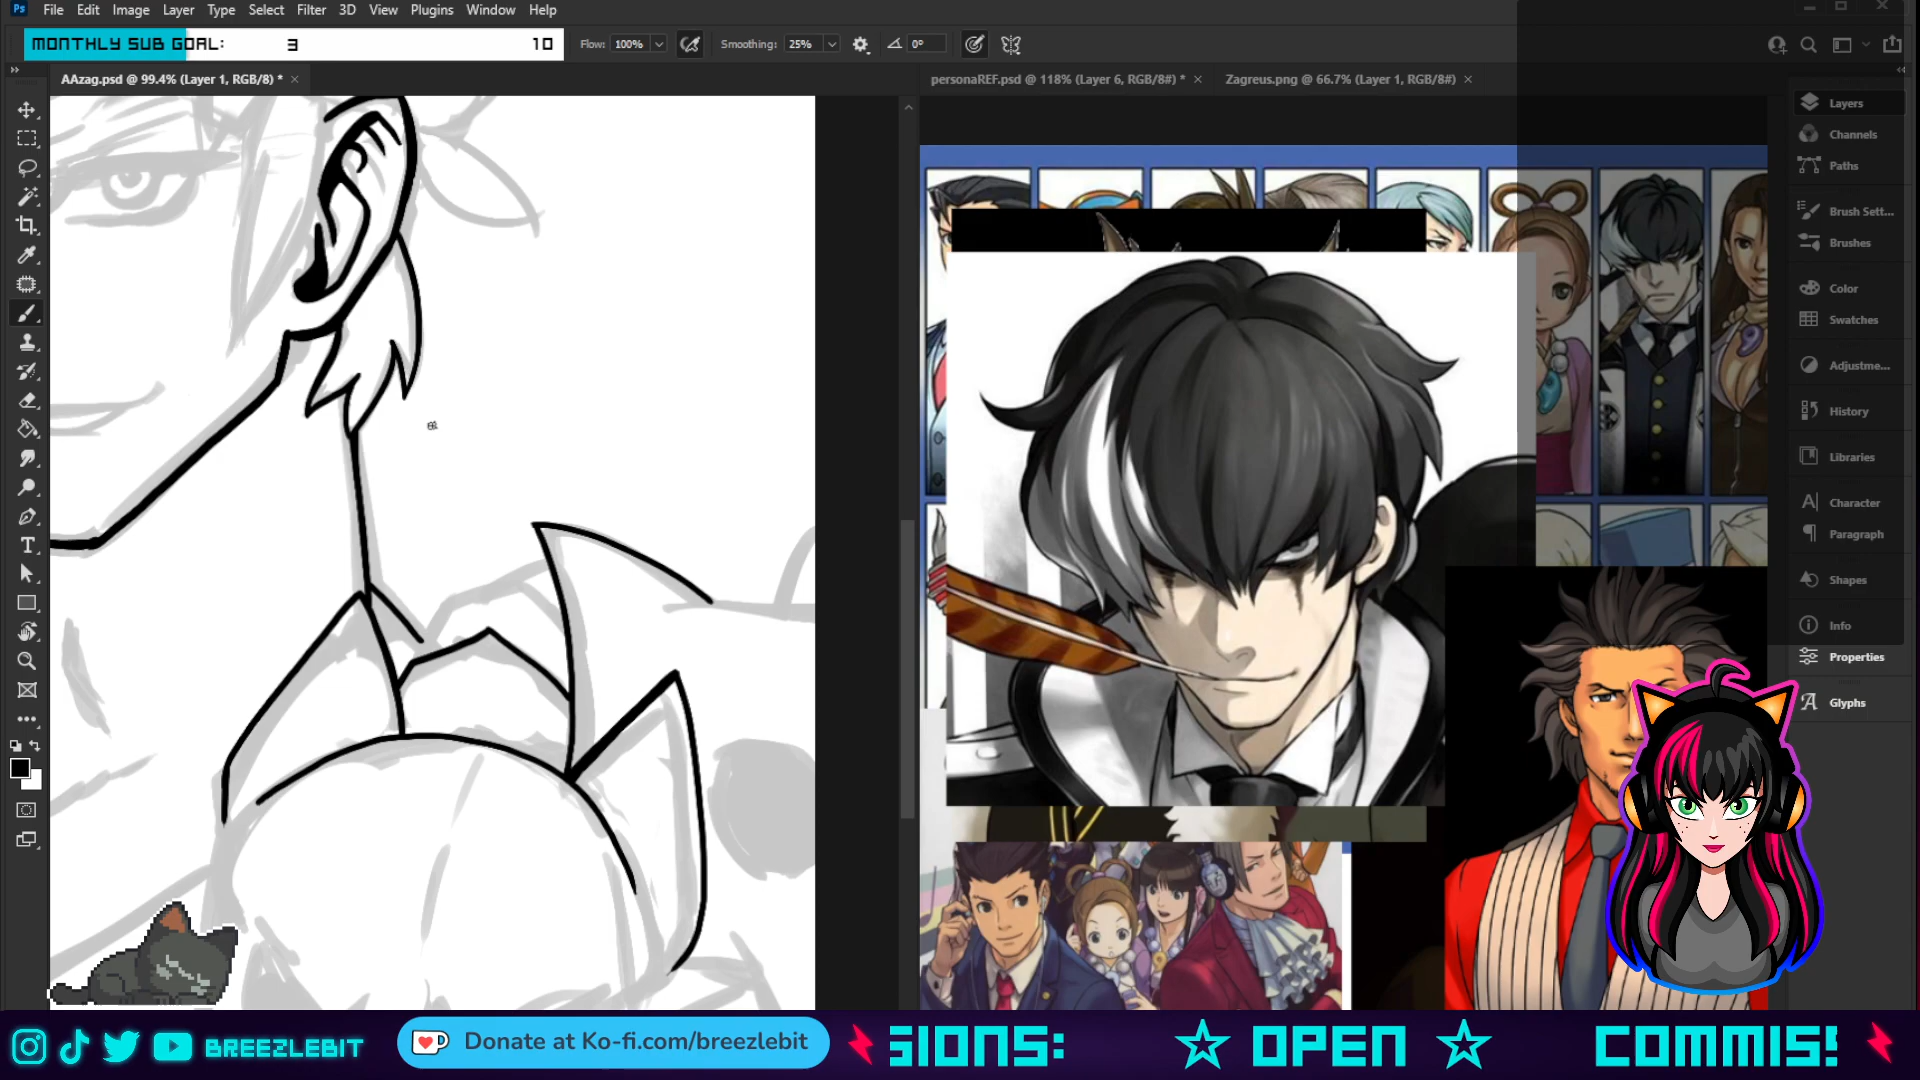 Ps File Edit Image Layer Type Select Filter 3D View Plugins Window Help
MONTHLY SUB GOAL: 3 10
Flow: 100% Smoothing: 25% 0°
AAzag.psd @ 99.4% (Layer 1, RGB/8) * ×
personaREF.psd @ 118% (Layer 6, RGB/8#) * ×
Zagreus.png @ 66.7% (Layer 1, RGB/8#) ×
Layers
Channels
Paths
Brush Sett...
Brushes
Color
Swatches
Adjustme...
History
Libraries
Character
Paragraph
Shapes
Info
Properties
Glyphs
BREEZLEBIT
Donate at Ko-fi.com/breezlebit
SIONS: ☆ OPEN ☆ COMMIS!